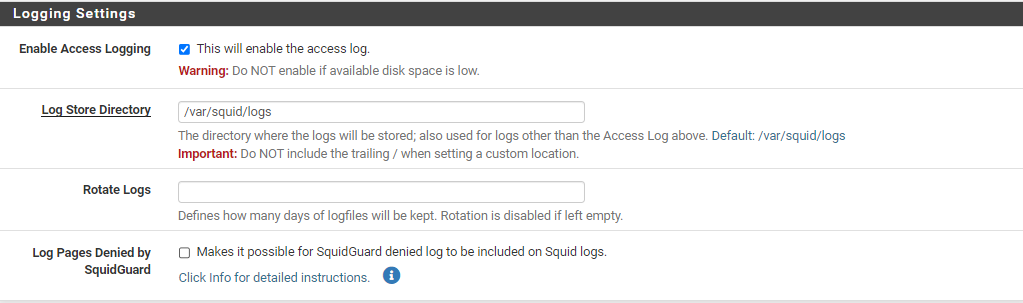 Logging Settings
Enable Access Logging
This will enable the access log.
Warning: Do NOT enable if available disk space is low.
Log Store Directory
/var/squid/logs
The directory where the logs will be stored; also used for logs other than the Access Log above. Default: /var/squid/logs
Important: Do NOT include the trailing / when setting a custom location.
Rotate Logs
Defines how many days of logfiles will be kept. Rotation is disabled if left empty.
Log Pages Denied by
SquidGuard
Makes it possible for SquidGuard denied log to be included on Squid logs.
Click Info for detailed instructions.